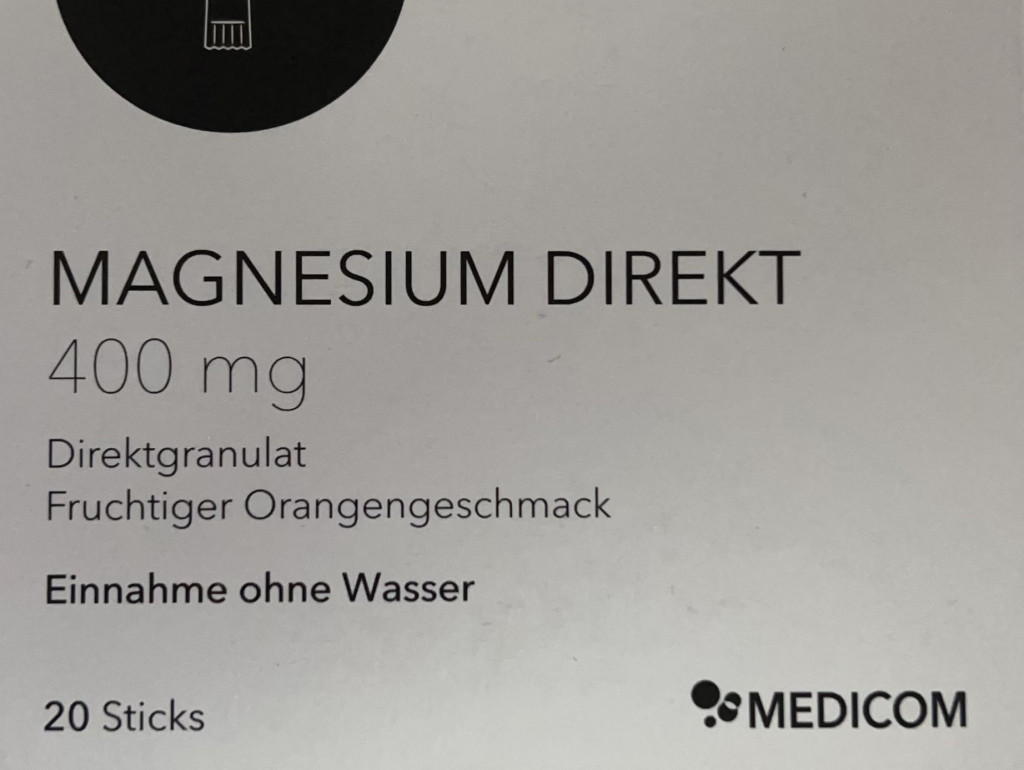 MAGNESIUM DIREKT
400 mg
Direktgranulat
Fruchtiger Orangengeschmack
Einnahme ohne Wasser
20 Sticks
MEDICOM